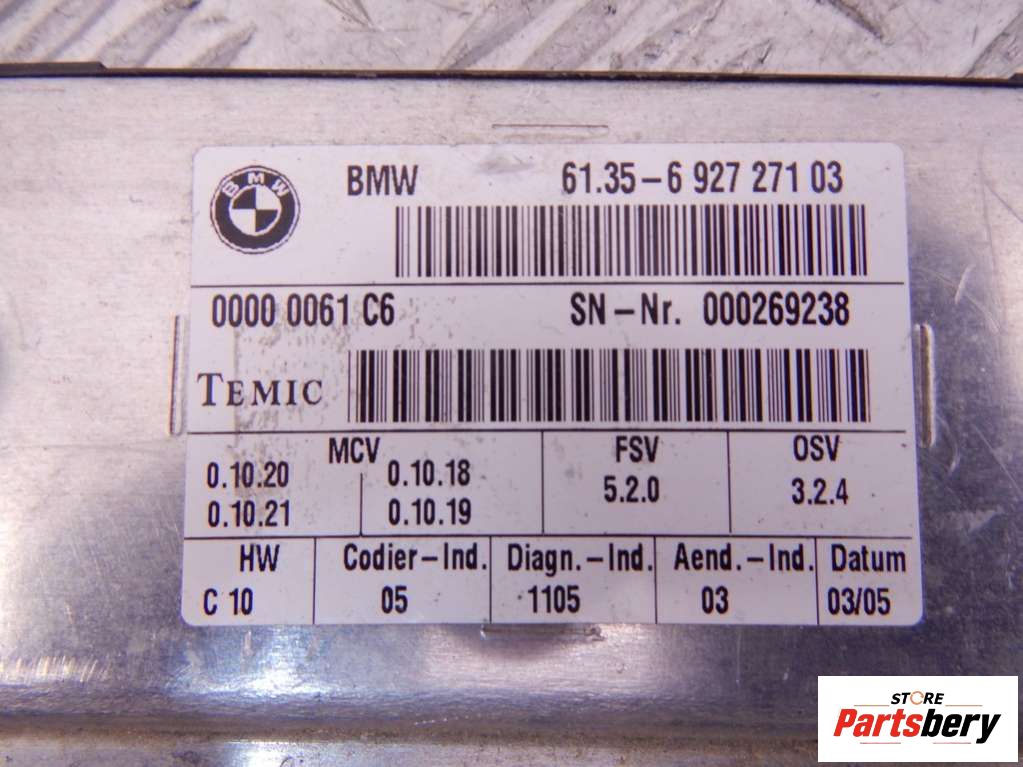 BMW
BMW 61.35-6 927 271 03
0000 0061 C6 SN-Nr. 000269238
TEMIC
MCV FSV OSV
0.10.20 0.10.18 5.2.0 3.2.4
0.10.21 0.10.19
HW Codier-Ind. Diagn.-Ind. Aend.-Ind. Datum
C 10 05 1105 03 03/05
STORE
Partsbery